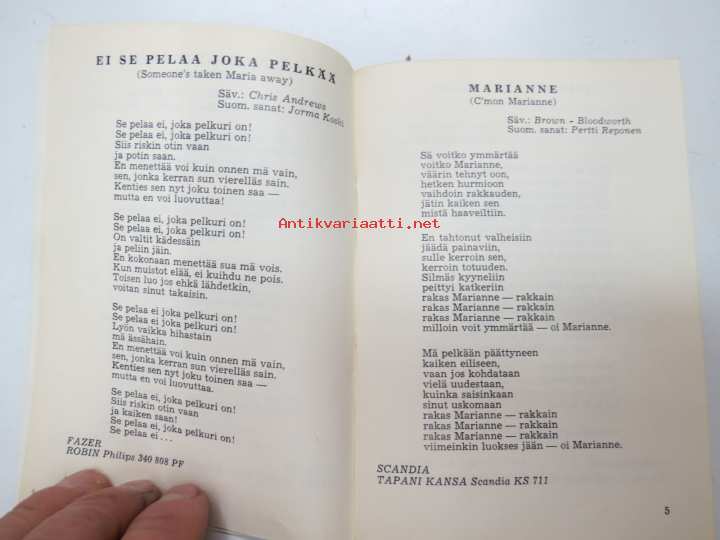 EI SE PELAA JOKA PELKÄÄ
(Someone's taken Maria away)
Säv.: Chris Andrews
Suom. sanat: Jorma Koski
Se pelaa ei, joka pelkuri on!
Se pelaa ei, joka pelkuri on!
Siis riskin otin vaan
ja potin saan.
En menettää voi kuin onnen mä vain,
sen, jonka kerran sun vierelläs sain.
Kenties sen nyt joku toinen saa —
mutta en voi luovuttaa!
Se pelaa ei, joka pelkuri on!
Se pelaa ei, joka pelkuri on!
On valtit kädessäin
ja peliin jäin.
En kokonaan menettää sua mä vois.
Kun muistot elää, ei kuihdu ne pois.
Toisen luo jos ehkä lähdetkin,
voitan sinut takaisin.
Se pelaa ei, joka pelkuri on!
Se pelaa ei, joka pelkuri on!
Lyön vaikka hihastain
mä ässähain.
En menettää voi kuin onnen mä vain,
sen, jonka kerran sun vierelläs sain.
Kenties sen nyt joku toinen saa —
mutta en voi luovuttaa.
Se pelaa ei, joka pelkuri on!
Siis riskin otin vaan
ja kaiken saan!
Se pelaa ei, joka pelkuri on!
Se pelaa ei ...
FAZER
ROBIN Philips 340 808 PF
MARIANNE
(C'mon Marianne)
Säv.: Brown - Bloodworth
Suom. sanat: Pertti Reponen
Sä voitko ymmärtää
voitko Marianne,
väärin tehnyt oon,
hetken hurmioon
vaihdoin rakkauden,
jätin kaiken sen
mistä haaveiltiin.
En tahtonut valheisiin
jäädä painaviin,
sulle kerroin sen,
kerroin totuuden.
Silmäs kyyneliin
peittyi katkeriin
rakas Marianne — rakkain
rakas Marianne — rakkain
rakas Marianne — rakkain
milloin voit ymmärtää — oi Marianne.
Mä pelkään päättyneen
kaiken eiliseen,
vaan jos kohdataan
vielä uudestaan,
kuinka saisinkaan
sinut uskomaan
rakas Marianne — rakkain
rakas Marianne — rakkain
rakas Marianne — rakkain
viimeinkin luokses jään — oi Marianne.
SCANDIA
TAPANI KANSA Scandia KS 711
5
Antikvariaatti.net